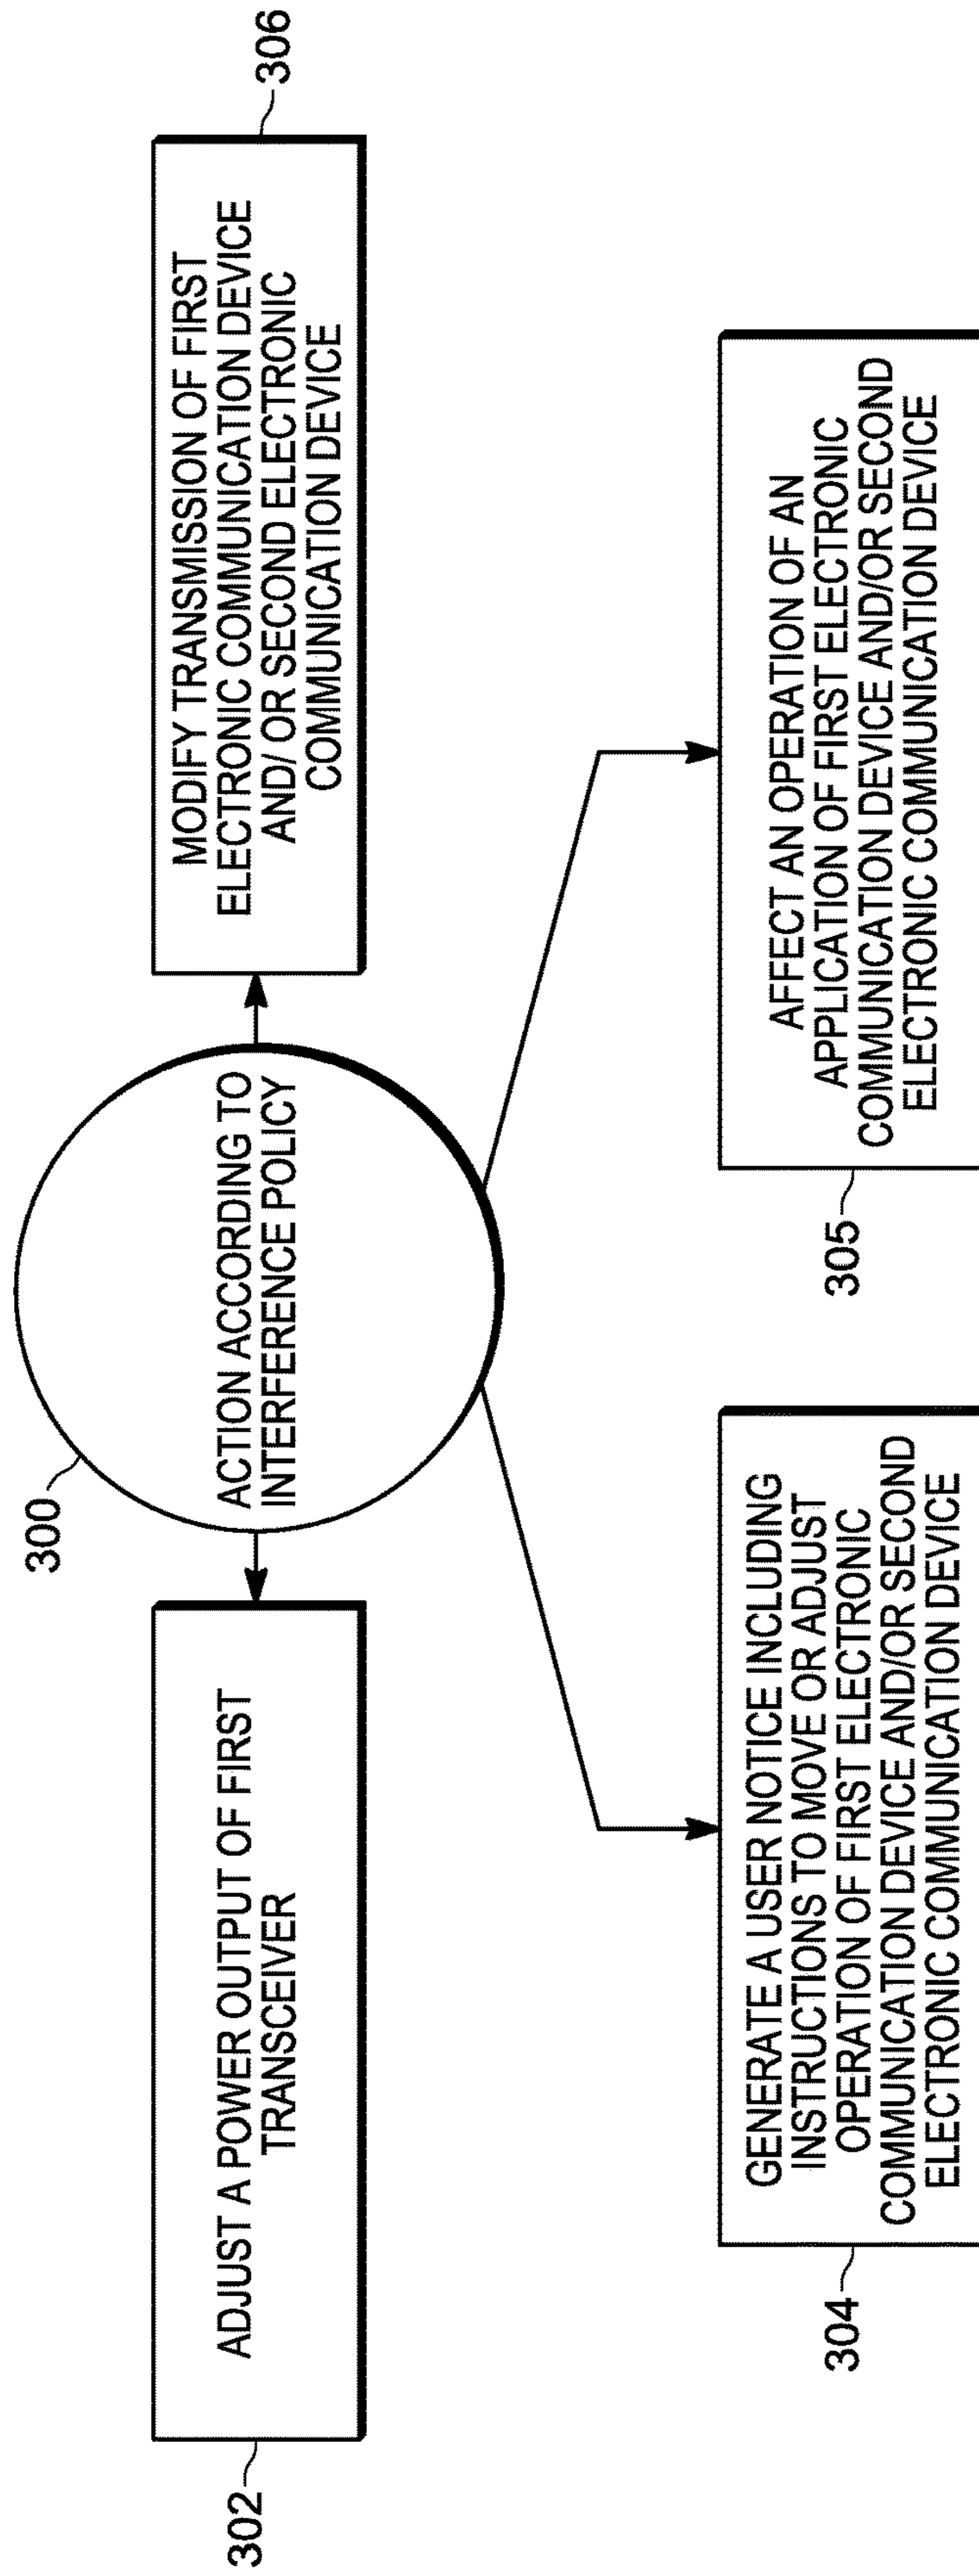 300
ACTION ACCORDING TO
INTERFERENCE POLICY
302
ADJUST A POWER OUTPUT OF FIRST
TRANSCEIVER
306
MODIFY TRANSMISSION OF FIRST
ELECTRONIC COMMUNICATION DEVICE
AND/ OR SECOND ELECTRONIC
COMMUNICATION DEVICE
304
GENERATE A USER NOTICE INCLUDING
INSTRUCTIONS TO MOVE OR ADJUST
OPERATION OF FIRST ELECTRONIC
COMMUNICATION DEVICE AND/OR SECOND
ELECTRONIC COMMUNICATION DEVICE
305
AFFECT AN OPERATION OF AN
APPLICATION OF FIRST ELECTRONIC
COMMUNICATION DEVICE AND/OR SECOND
ELECTRONIC COMMUNICATION DEVICE